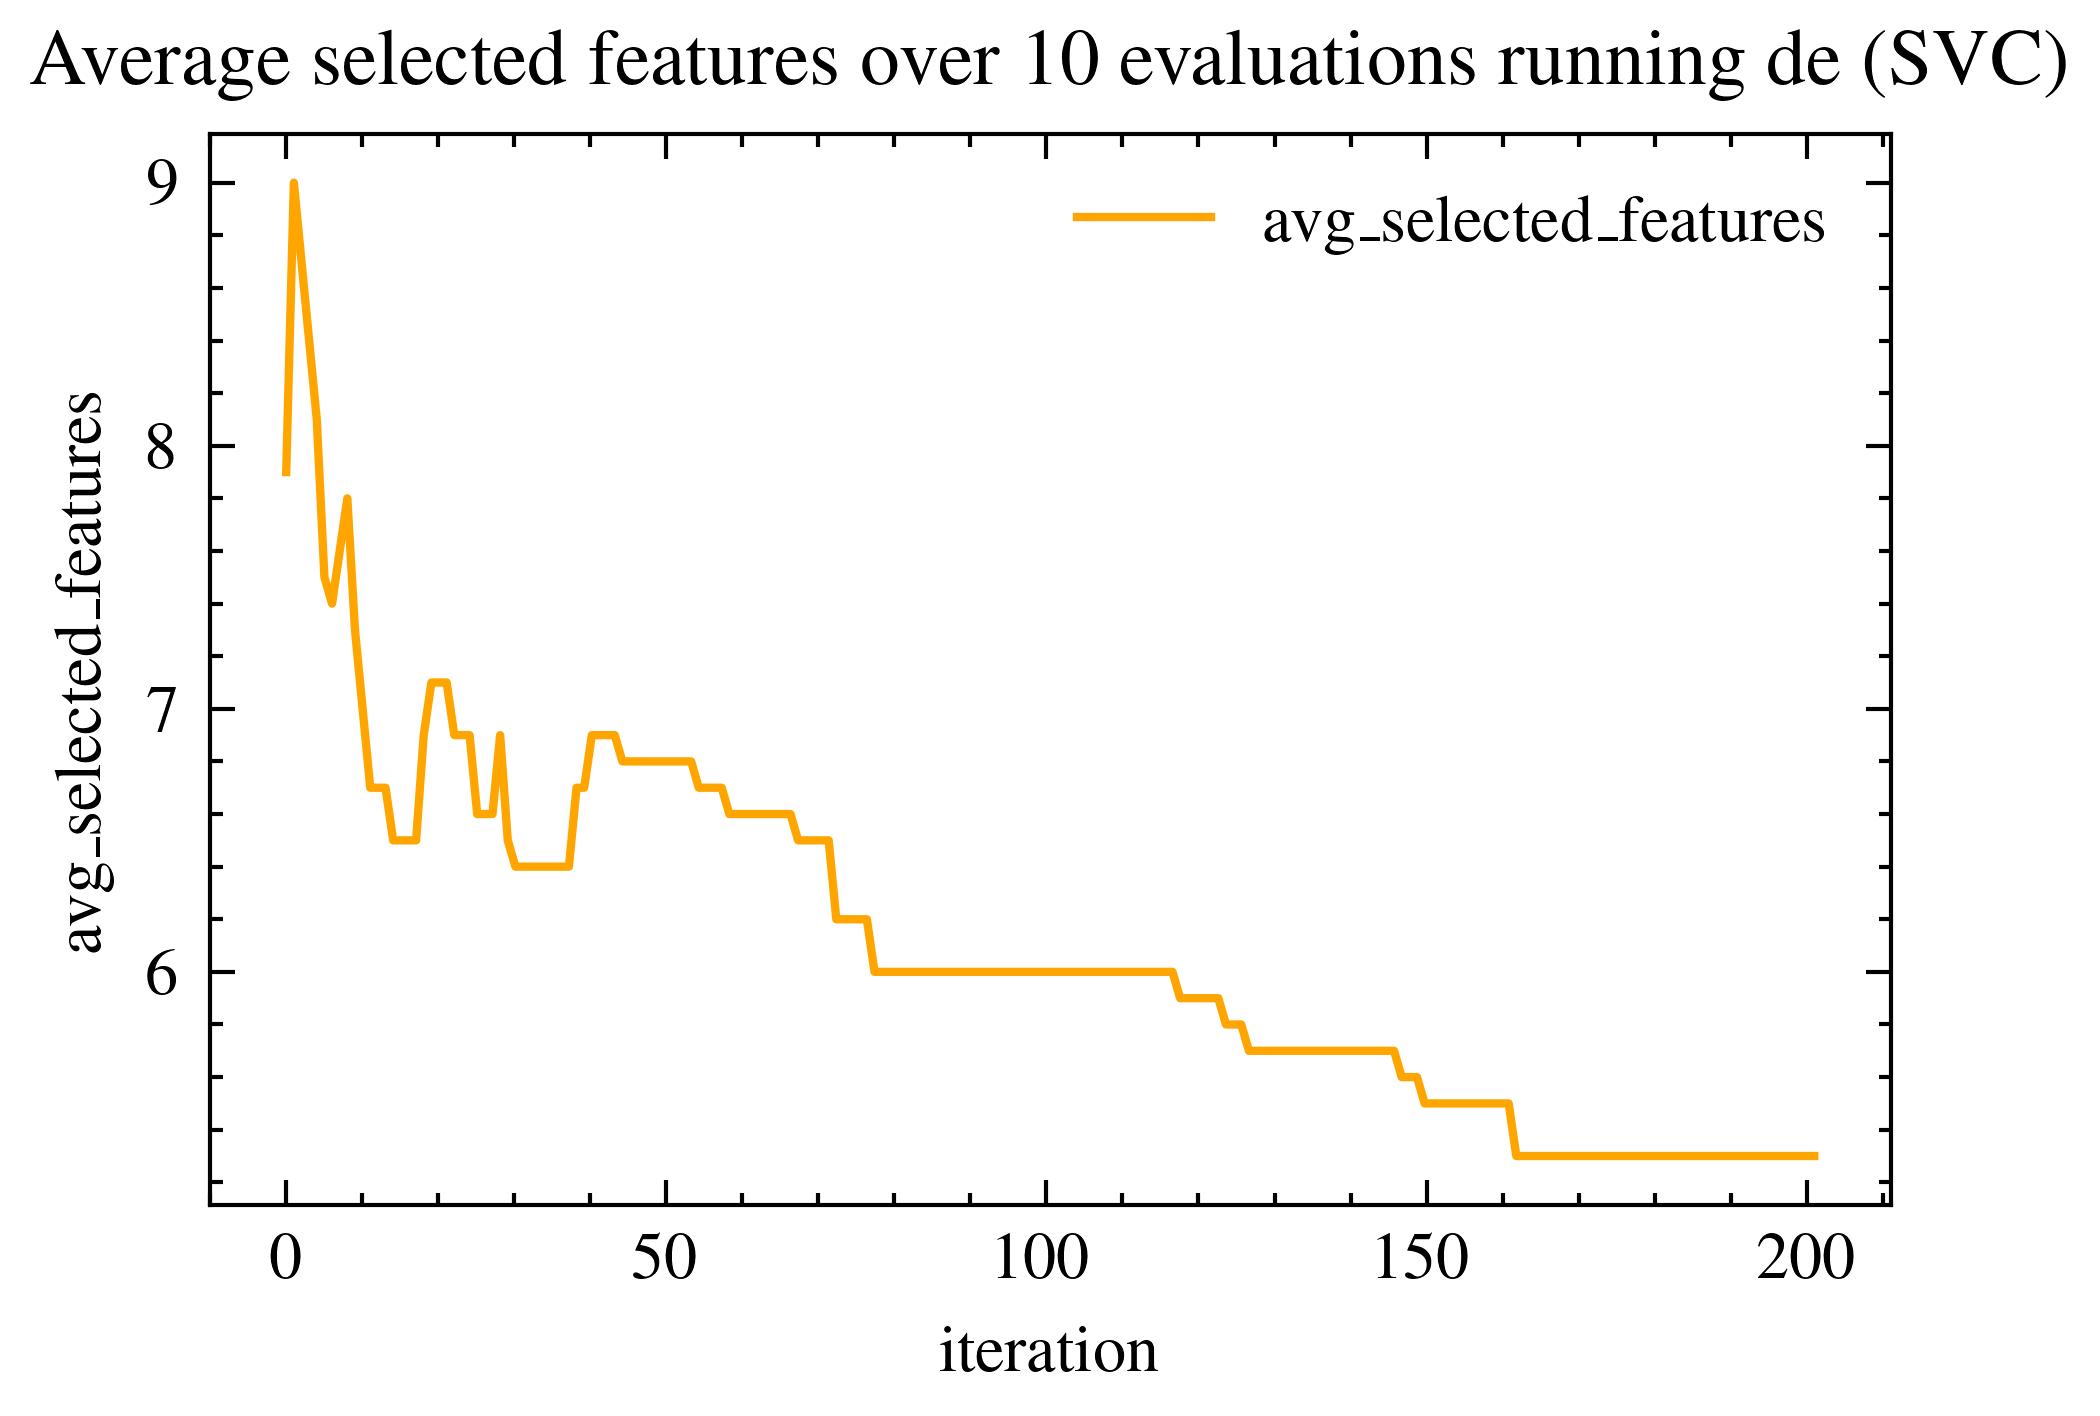 Average selected features over 10 evaluations running de (SVC)
avg_selected_features
9
8
7
6
avg_selected_features
0 50 100 150 200
iteration